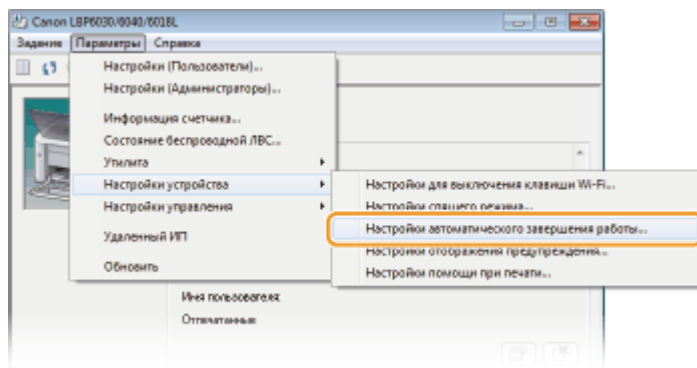 Canon LBP6030/6040/6018L
Задание Параметры Справка
Настройки (Пользователи)...
Настройки (Администраторы)...
Информация счетчика...
Состояние беспроводной ЛВС...
Утилита
Настройки устройства
Настройки управления
Удаленный ИП
Обновить
Настройки для выключения клавиши Wi-Fi...
Настройки спящего режима...
Настройки автоматического завершения работы...
Настройки отображения предупреждения...
Настройки помощи при печати...
Имя пользователя:
Отпечатанные